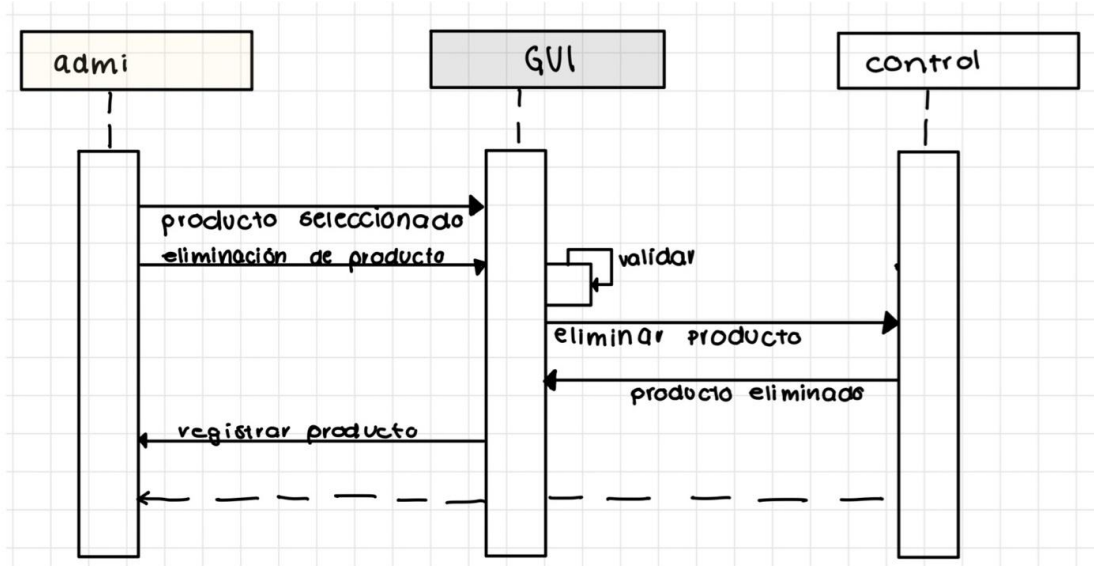 admi
GUI
control
producto seleccionado
eliminación de producto
validar
eliminar producto
producto eliminado
registrar producto